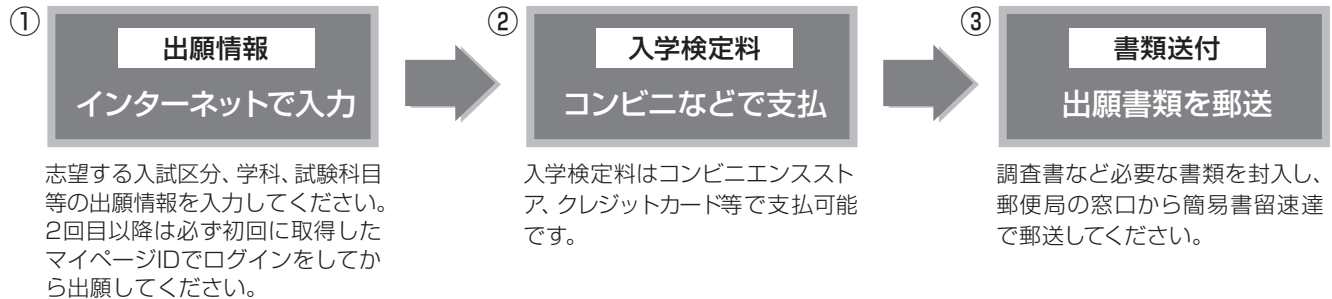 ①
出願情報
インターネットで入力
志望する入試区分、学科、試験科目
等の出願情報を入力してください。
2回目以降は必ず初回に取得した
マイページIDでログインをしてか
ら出願してください。
②
入学検定料
コンビニなどで支払
入学検定料はコンビニエンススト
ア、クレジットカード等で支払可能
です。
③
書類送付
出願書類を郵送
調査書など必要な書類を封入し、
郵便局の窓口から簡易書留速達
で郵送してください。